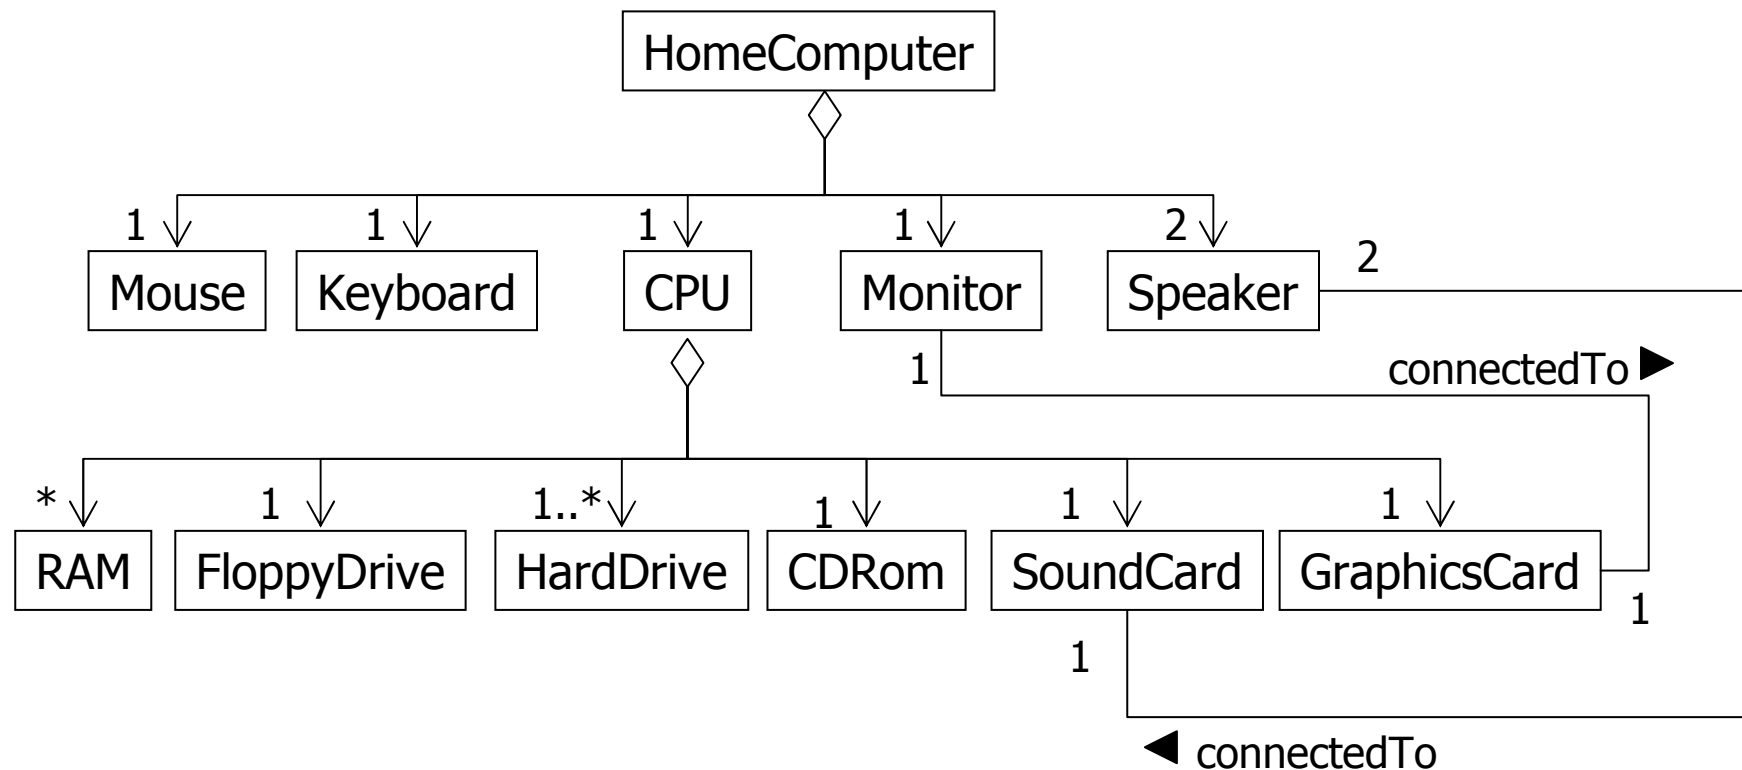 HomeComputer
1 1 1 1 2
Mouse Keyboard CPU Monitor Speaker 2
1 connectedTo
* 1 1..* 1 1 1
RAM FloppyDrive HardDrive CDRom SoundCard GraphicsCard
1
1
connectedTo